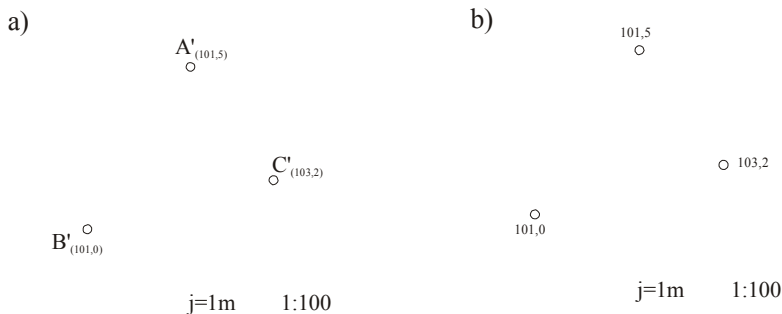 a)
A'(101,5)
C'(103,2)
B'(101,0)
j=1m 1:100
b)
101,5
103,2
101,0
j=1m 1:100